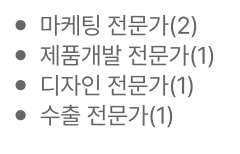 ● 마케팅 전문가(2)
● 제품개발 전문가(1)
● 디자인 전문가(1)
● 수출 전문가(1)